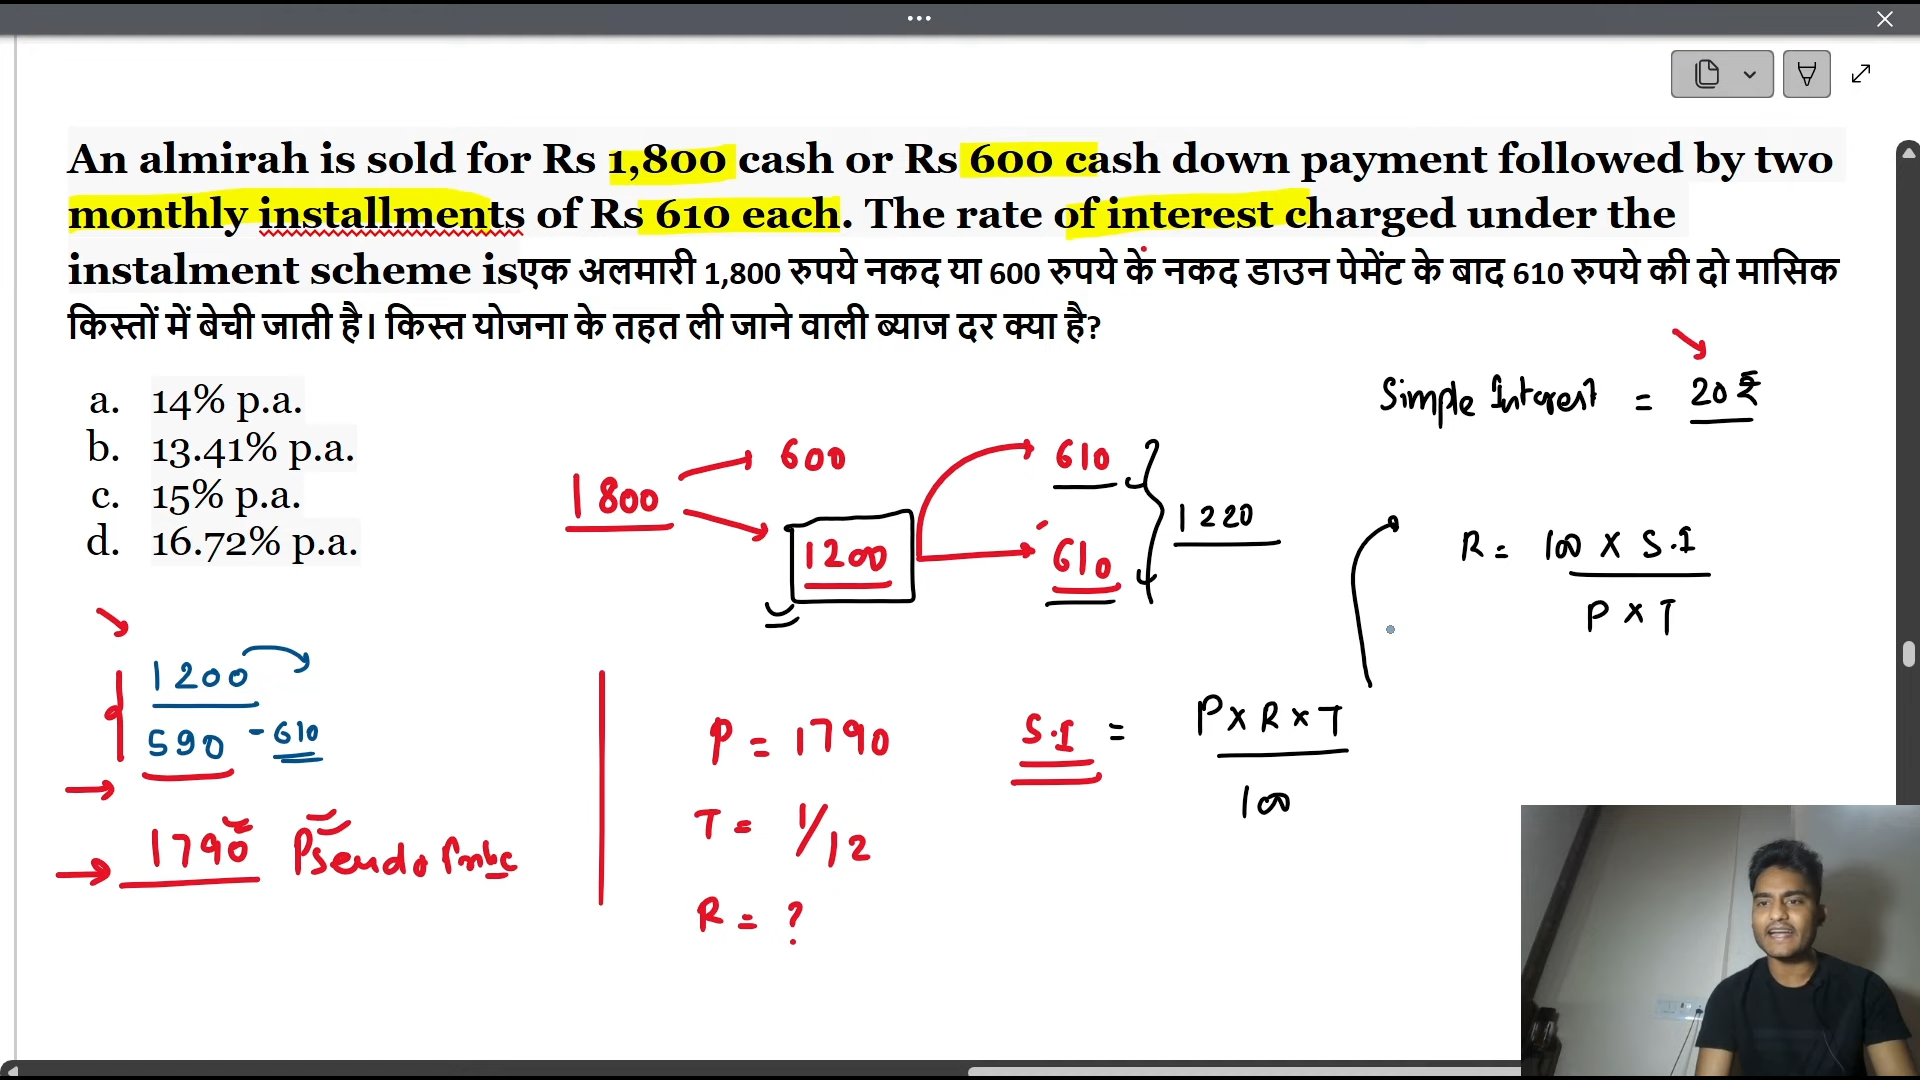 An almirah is sold for Rs 1,800 cash or Rs 600 cash down payment followed by two
monthly installments of Rs 610 each. The rate of interest charged under the
instalment scheme isएक अलमारी 1,800 रुपये नकद या 600 रुपये के नकद डाउन पेमेंट के बाद 610 रुपये की दो मासिक
किस्तों में बेची जाती है। किस्त योजना के तहत ली जाने वाली ब्याज दर क्या है?
a. 14% p.a.
b. 13.41% p.a.
c. 15% p.a.
d. 16.72% p.a.
Simple Interest = 20 ₹
1800
600
1200
610
610
1220
R = 100 X S.I
P X T
1200
590 - 610
1790 Pseudo
P = 1790
T = 1/12
R = ?
S.I = P X R X T
100